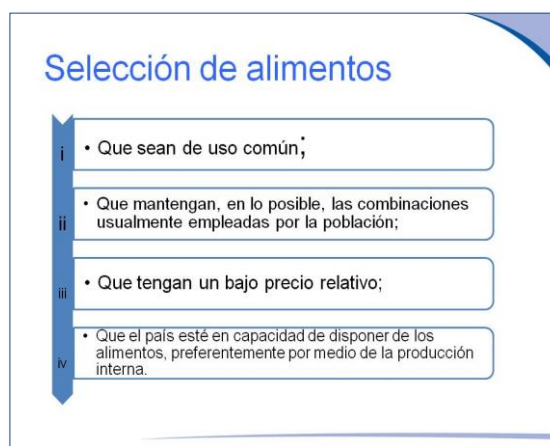 Selección de alimentos
i
• Que sean de uso común;
ii
• Que mantengan, en lo posible, las combinaciones
usualmente empleadas por la población;
iii
• Que tengan un bajo precio relativo;
iv
• Que el país esté en capacidad de disponer de los
alimentos, preferentemente por medio de la producción
interna.